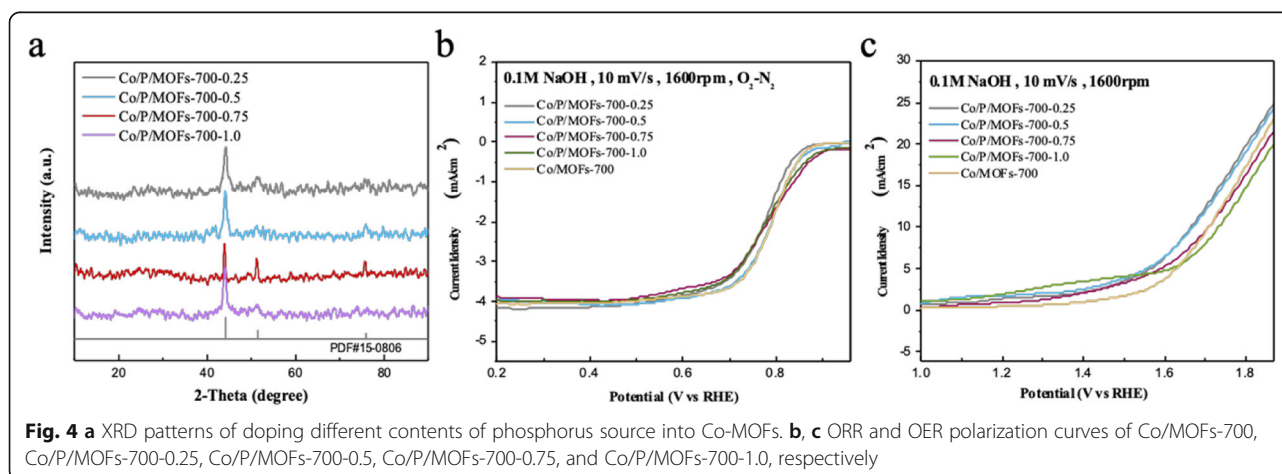 a
Co/P/MOFs-700-0.25
Co/P/MOFs-700-0.5
Co/P/MOFs-700-0.75
Co/P/MOFs-700-1.0
Intensity (a.u.)
PDF#15-0806
20 40 60 80
2-Theta (degree)
b
0.1M NaOH , 10 mV/s , 1600rpm , O₂-N₂
Co/P/MOFs-700-0.25
Co/P/MOFs-700-0.5
Co/P/MOFs-700-0.75
Co/P/MOFs-700-1.0
Co/MOFs-700
Current Identity (mA/cm²)
2
1
0
-1
-2
-3
-4
-5
0.2 0.4 0.6 0.8
Potential (V vs RHE)
c
0.1M NaOH , 10 mV/s , 1600rpm
Co/P/MOFs-700-0.25
Co/P/MOFs-700-0.5
Co/P/MOFs-700-0.75
Co/P/MOFs-700-1.0
Co/MOFs-700
Current Identity (mA/cm²)
30
25
20
15
10
5
0
-5
1.0 1.2 1.4 1.6 1.8
Potential (V vs RHE)
Fig. 4 a XRD patterns of doping different contents of phosphorus source into Co-MOFs. b, c ORR and OER polarization curves of Co/MOFs-700,
Co/P/MOFs-700-0.25, Co/P/MOFs-700-0.5, Co/P/MOFs-700-0.75, and Co/P/MOFs-700-1.0, respectively